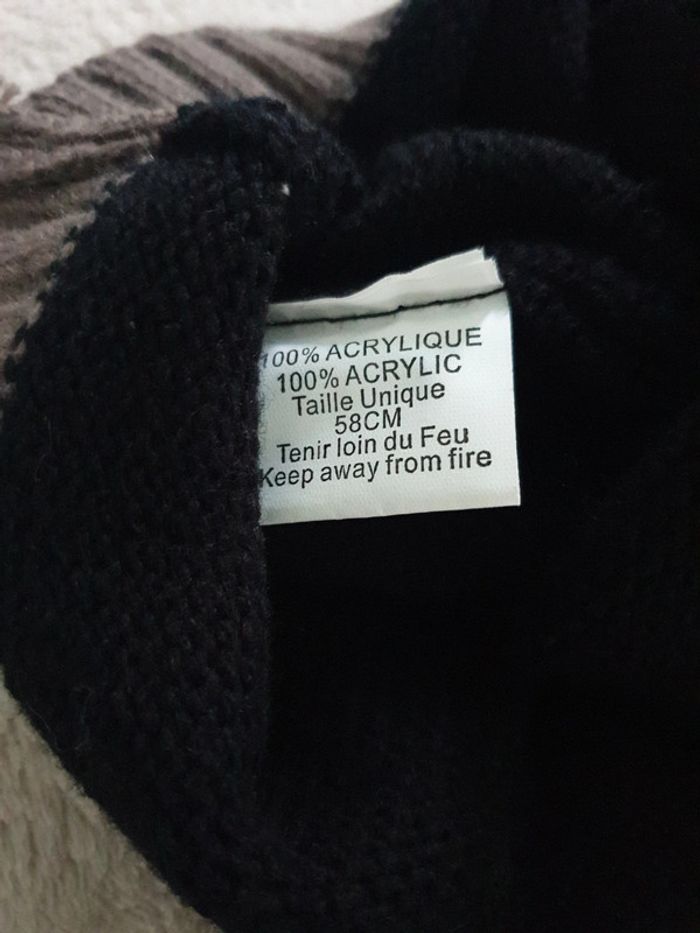 100% ACRYLIQUE
100% ACRYLIC
Taille Unique
58CM
Tenir loin du Feu
Keep away from fire